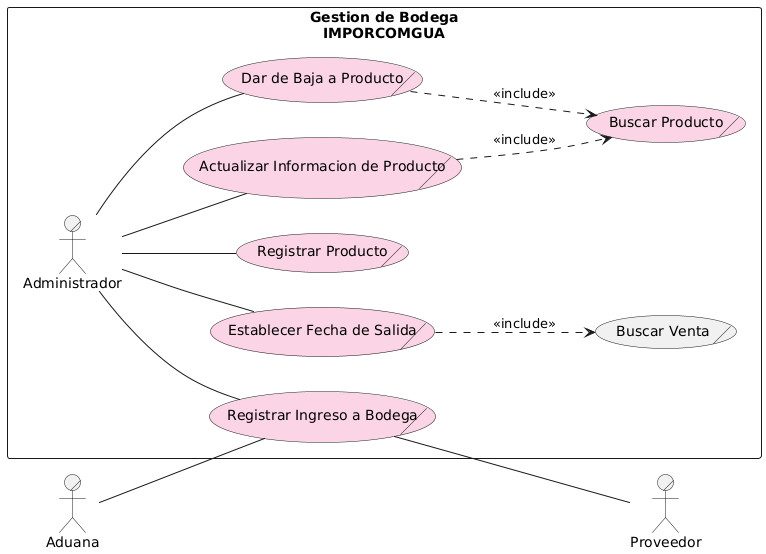 Gestion de Bodega
IMPORCOMGUA
Dar de Baja a Producto
«include»
Buscar Producto
«include»
Actualizar Informacion de Producto
Registrar Producto
Administrador
Establecer Fecha de Salida
«include»
Buscar Venta
Registrar Ingreso a Bodega
Aduana
Proveedor